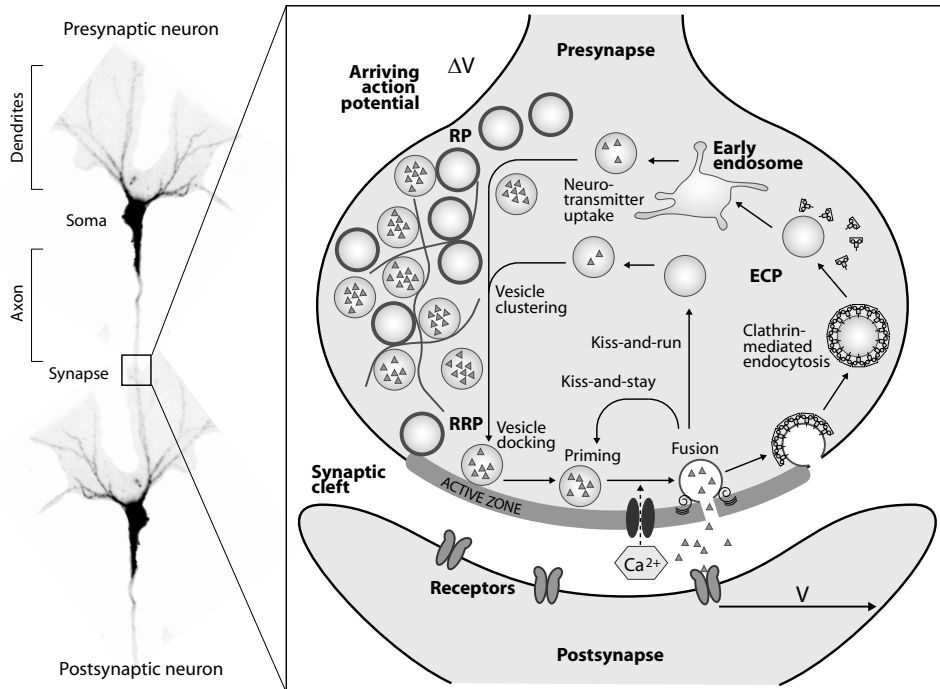 Presynaptic neuron
Dendrites
Soma
Axon
Synapse
Postsynaptic neuron
Presynapse
ΔV
Arriving
action
potential
RP
Early
endosome
Neuro-
transmitter
uptake
ECP
Vesicle
clustering
Clathrin-
mediated
endocytosis
Kiss-and-run
Kiss-and-stay
RRP
Vesicle
docking
Priming
Fusion
Synaptic
cleft
ACTIVE ZONE
Ca2+
Receptors
V
Postsynapse